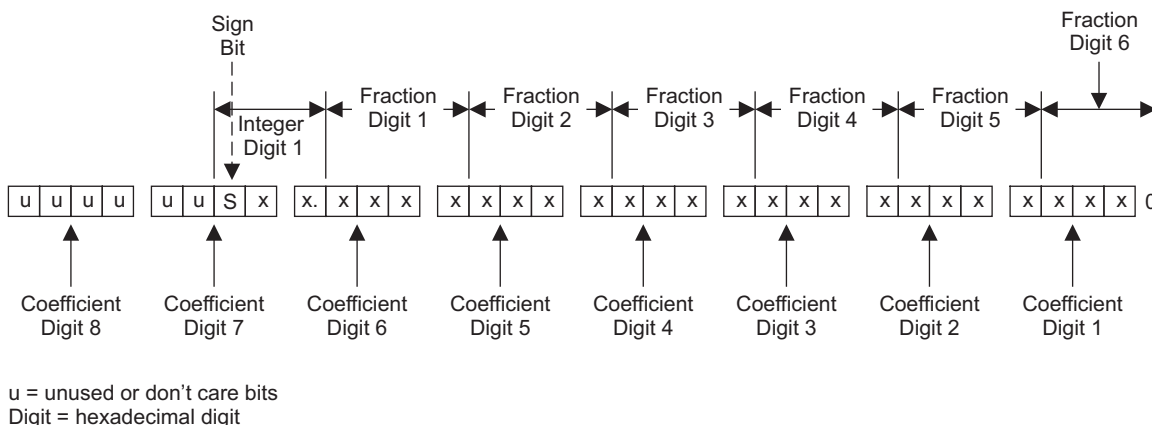 Sign
Bit
Fraction
Digit 6
Integer
Digit 1
Fraction
Digit 1
Fraction
Digit 2
Fraction
Digit 3
Fraction
Digit 4
Fraction
Digit 5
u u u u u u S x x. x x x x x x x x x x x x x x x x x x x x x x x 0
Coefficient
Digit 8
Coefficient
Digit 7
Coefficient
Digit 6
Coefficient
Digit 5
Coefficient
Digit 4
Coefficient
Digit 3
Coefficient
Digit 2
Coefficient
Digit 1
u = unused or don’t care bits
Digit = hexadecimal digit